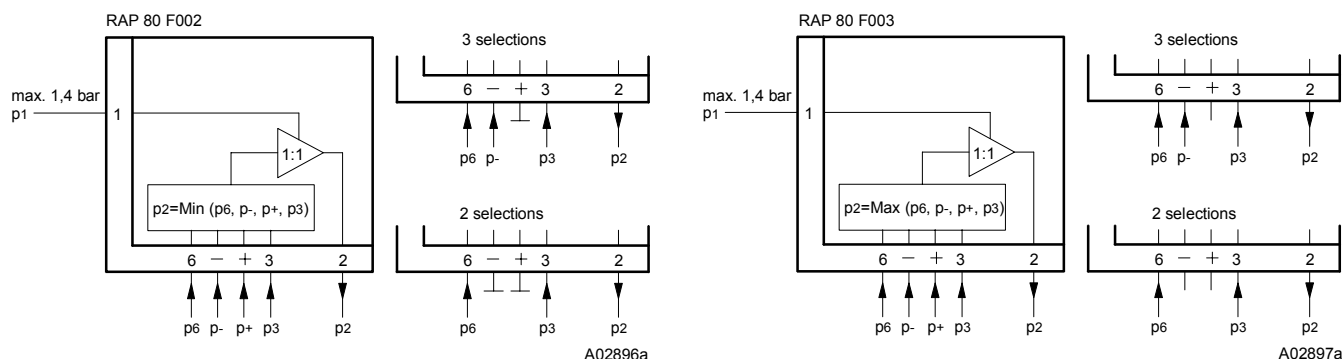 RAP 80 F002
3 selections
6 − + 3 2
max. 1,4 bar
p1
1
p6 p- p3 p2
1:1
p2=Min (p6, p-, p+, p3)
2 selections
6 − + 3 2
6 − + 3 2
p6 p- p+ p3 p2
p6 p3 p2
A02896a
RAP 80 F003
3 selections
6 − + 3 2
max. 1,4 bar
p1
1
p6 p- p3 p2
1:1
p2=Max (p6, p-, p+, p3)
2 selections
6 − + 3 2
6 − + 3 2
p6 p- p+ p3 p2
p6 p3 p2
A02897a